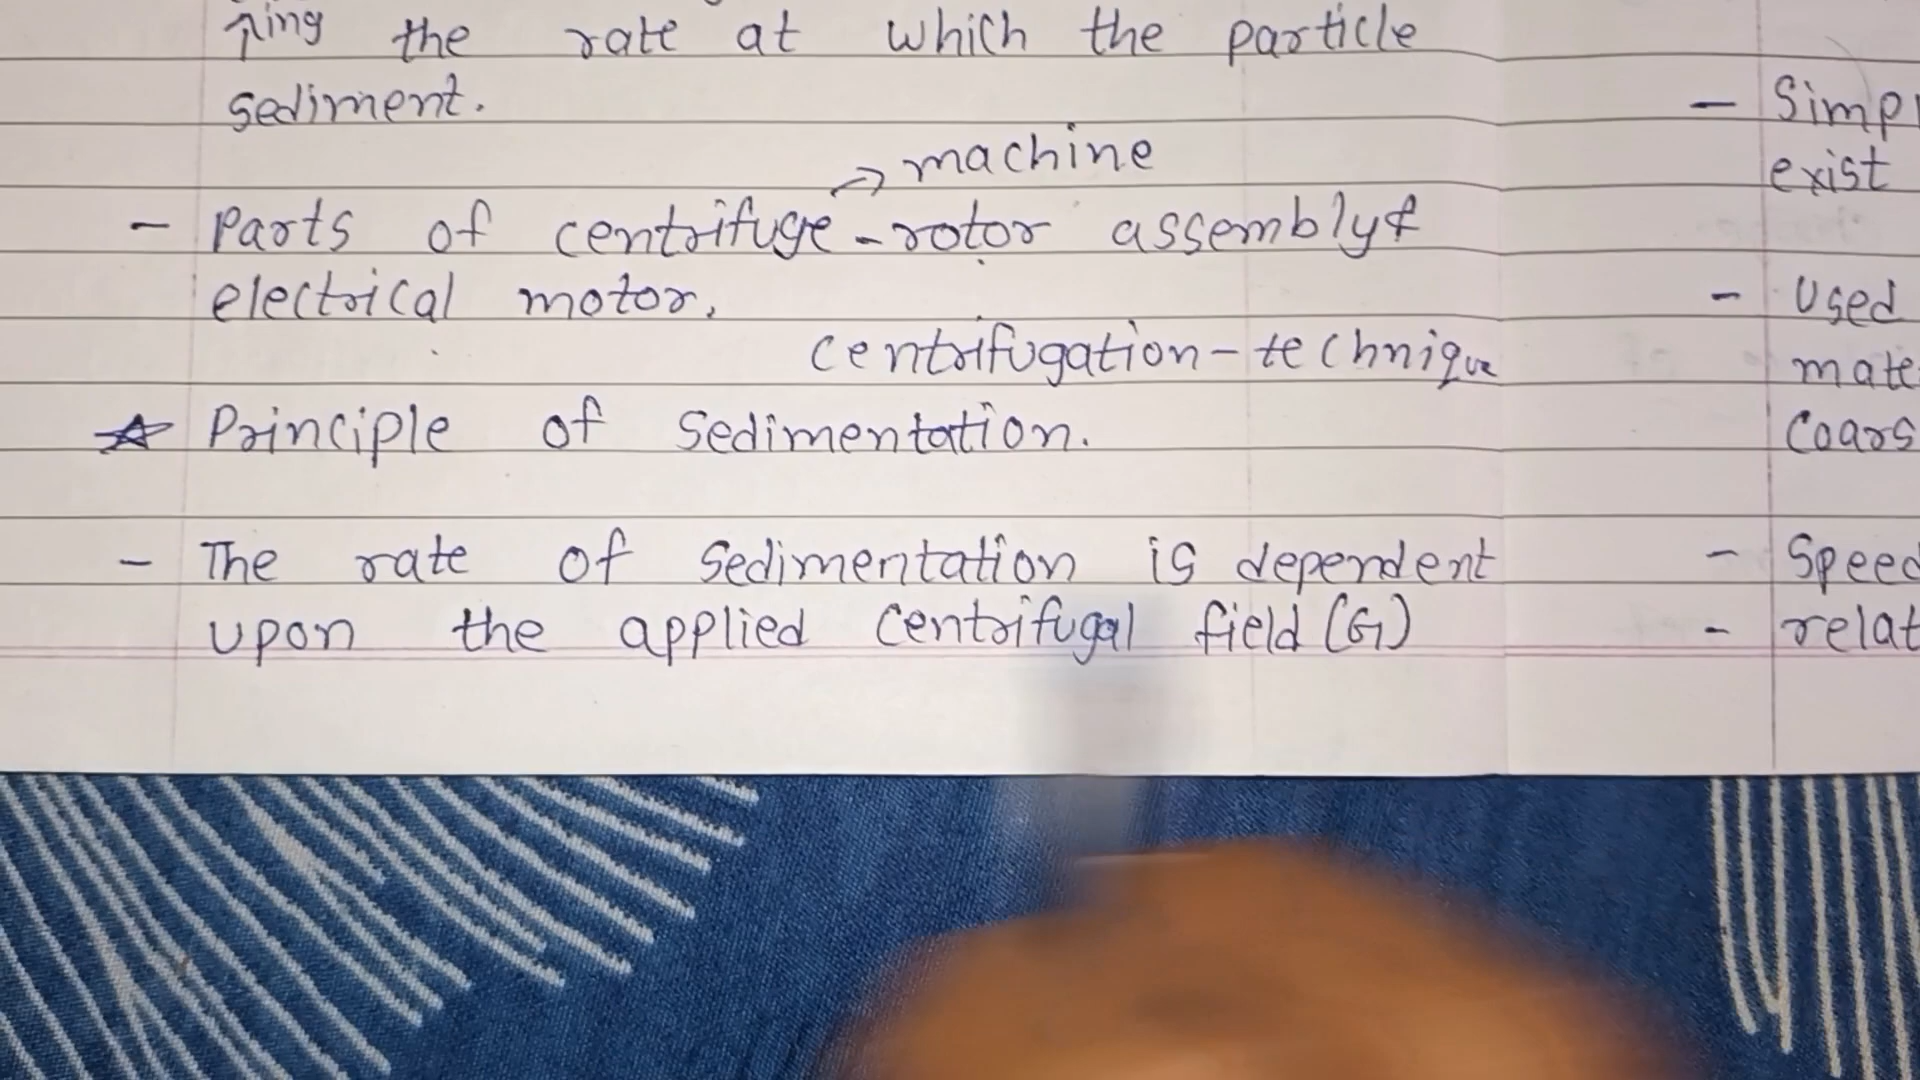 the rate at which the particle
sediment.
→ machine
- Parts of centrifuge - rotor assembly &
electrical motor,
centrifugation - technique
☆ Principle of sedimentation.
- The rate of sedimentation is dependent
upon the applied centrifugal field (G)
- Simpl
exist
- Used
mate
Coars
- Speed
- relat